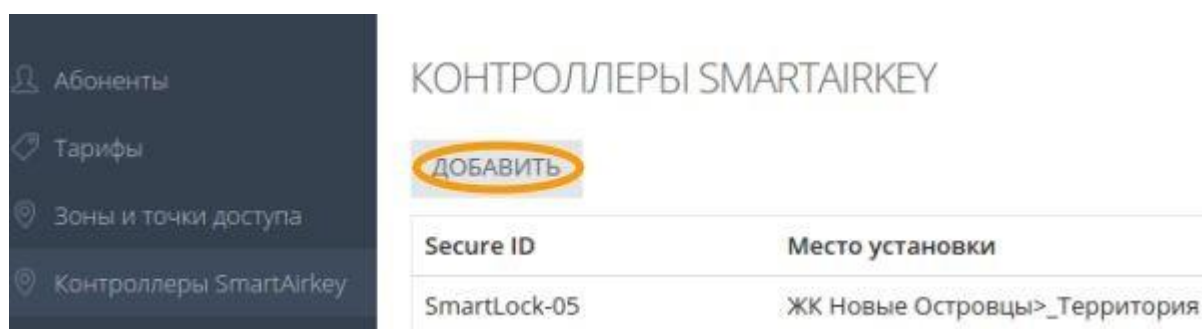 Абоненты
Тарифы
Зоны и точки доступа
Контроллеры SmartAirkey
КОНТРОЛЛЕРЫ SMARTAIRKEY
ДОБАВИТЬ
Secure ID Место установки
SmartLock-05 ЖК Новые Островцы>_Территория